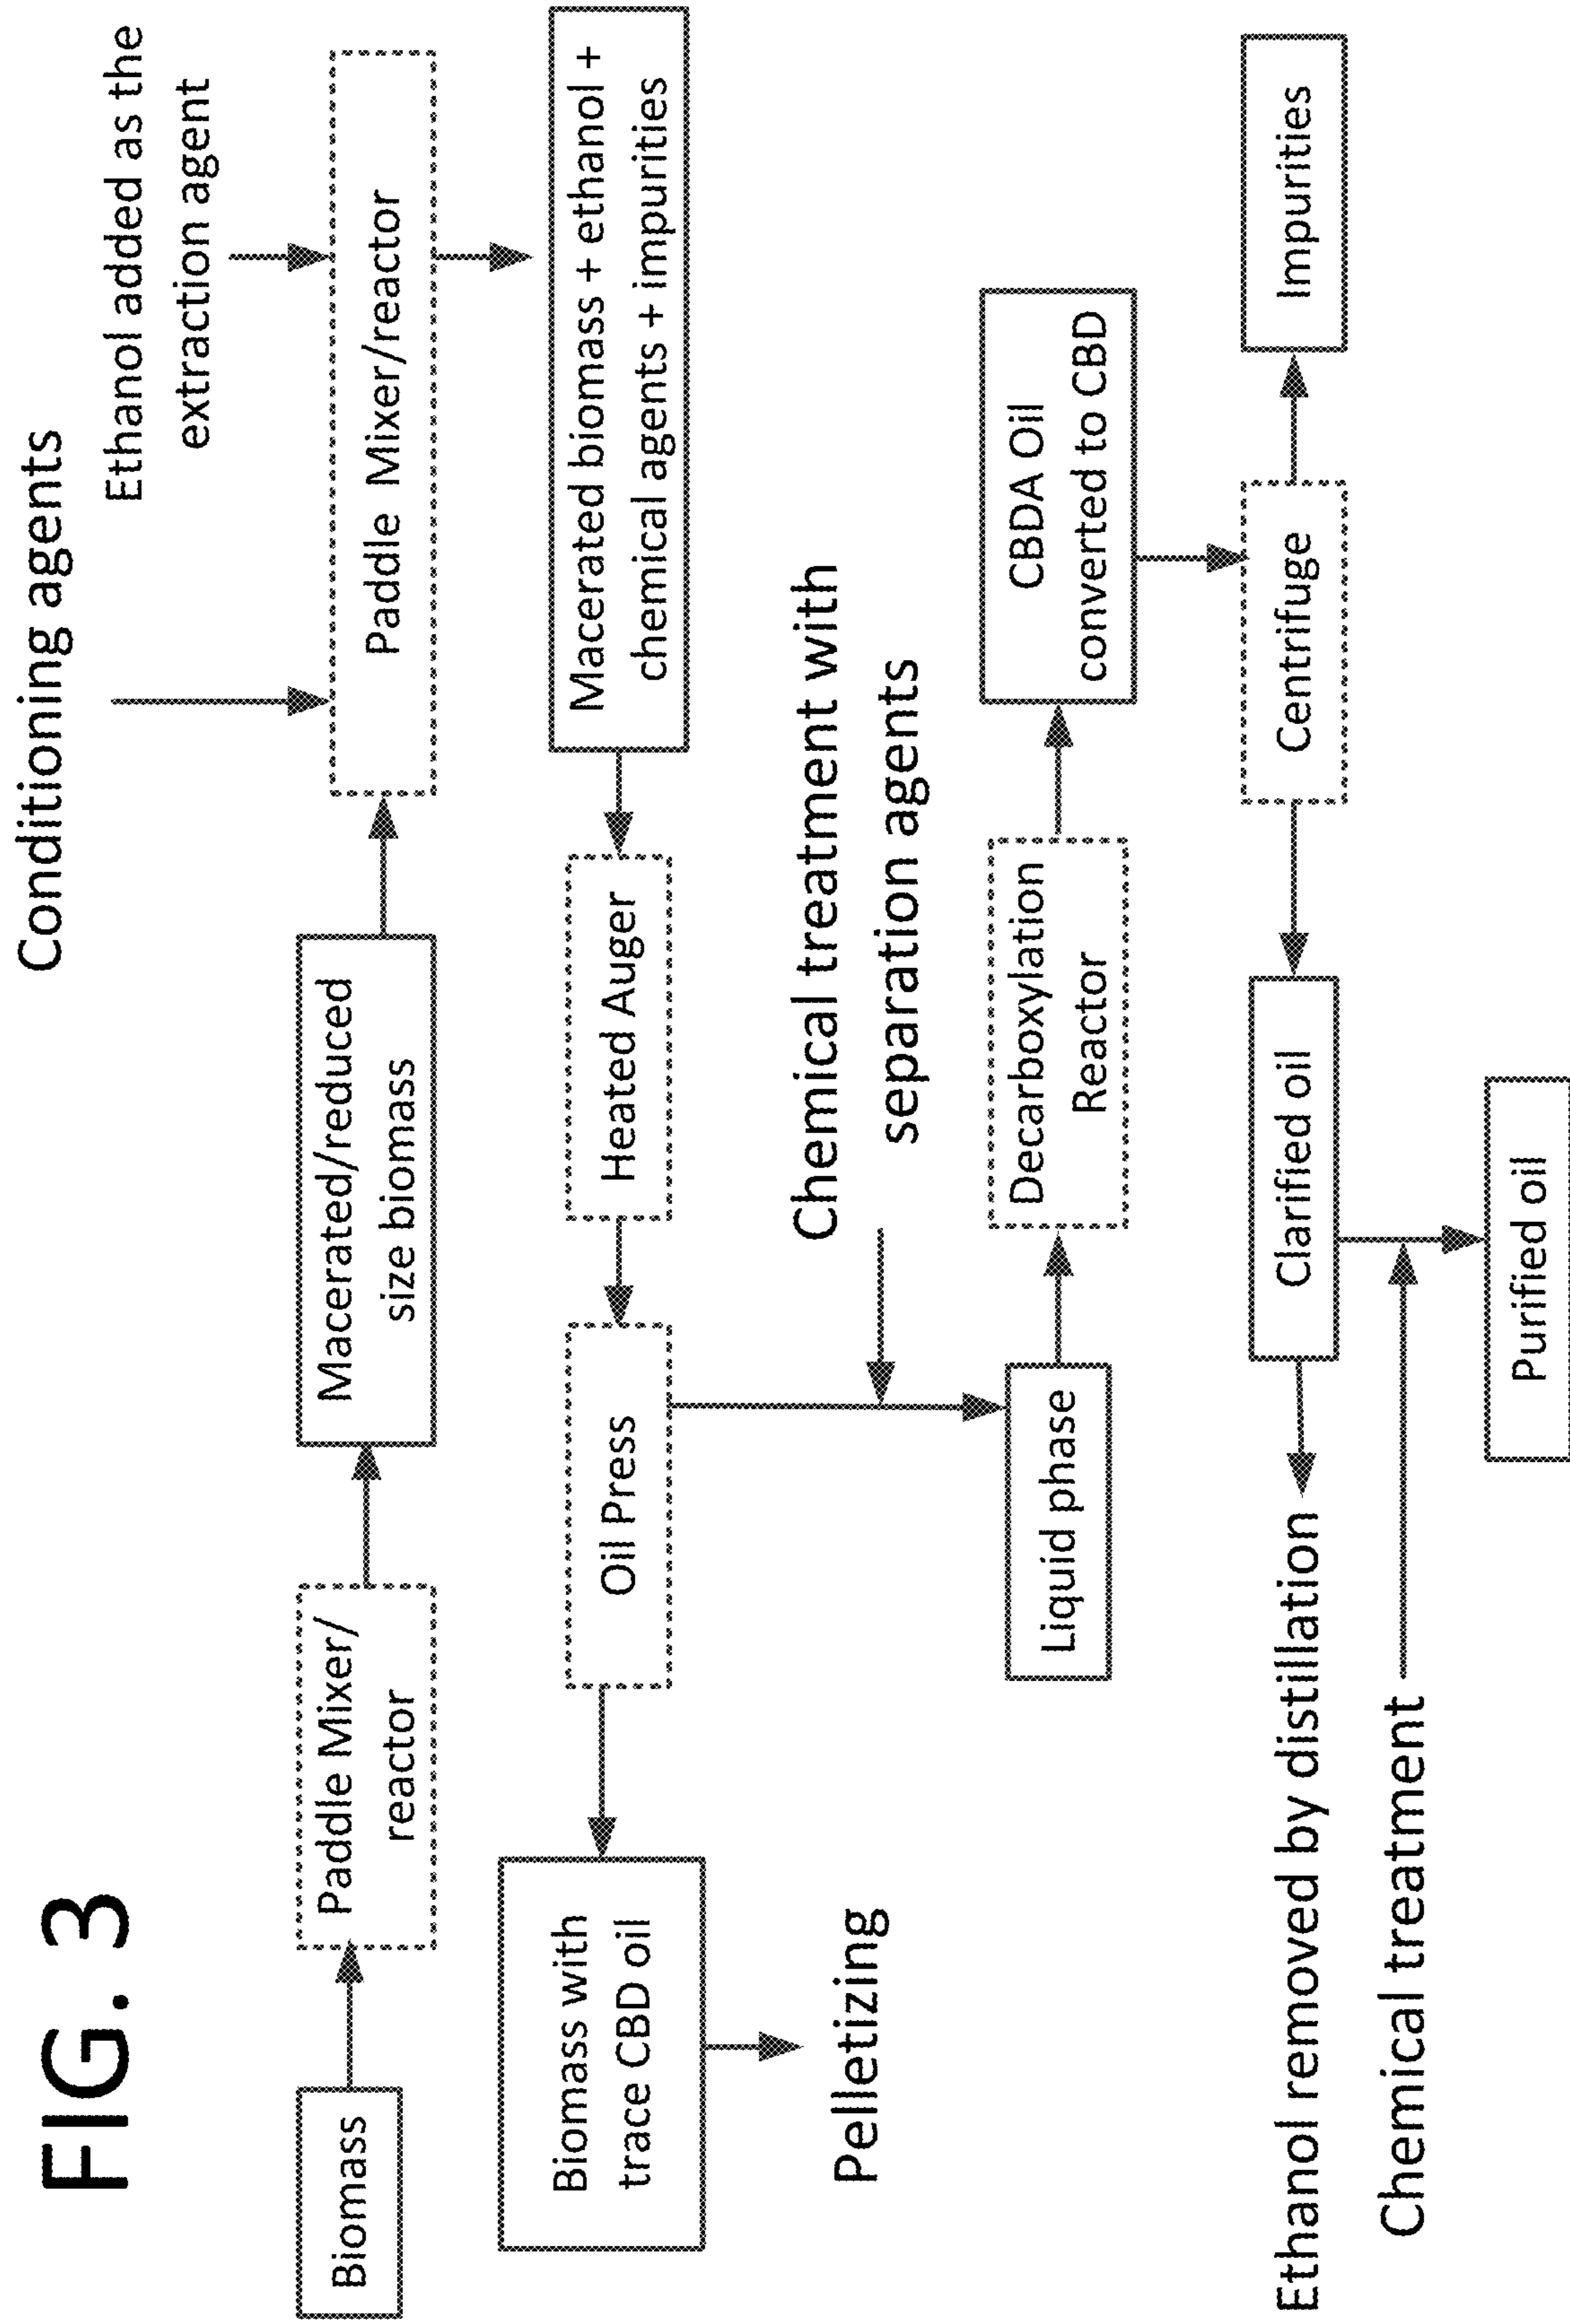 FIG. 3
Conditioning agents
Ethanol added as the
extraction agent
Biomass
Paddle Mixer/
reactor
Macerated/reduced
size biomass
Paddle Mixer/reactor
Biomass with
trace CBD oil
Oil Press
Heated Auger
Macerated biomass + ethanol +
chemical agents + impurities
Pelletizing
Chemical treatment with
separation agents
Liquid phase
Decarboxylation
Reactor
CBDA Oil
converted to CBD
Ethanol removed by distillation
Clarified oil
Centrifuge
Impurities
Chemical treatment
Purified oil